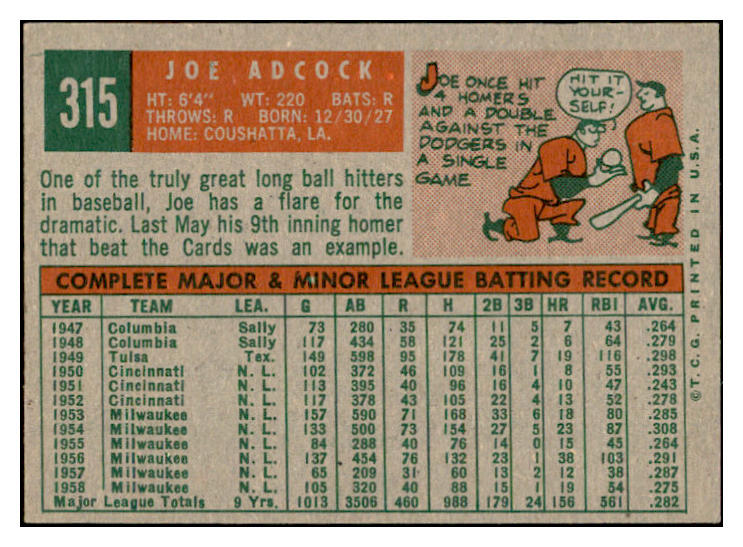 315
JOE ADCOCK
HT: 6'4" WT: 220 BATS: R
THROWS: R BORN: 12/30/27
HOME: COUSHATTA, LA.
JOE ONCE HIT
4 HOMERS
AND A DOUBLE
AGAINST THE
DODGERS IN
A SINGLE
GAME
HIT IT
YOUR-
SELF!
One of the truly great long ball hitters
in baseball, Joe has a flare for the
dramatic. Last May his 9th inning homer
that beat the Cards was an example.
COMPLETE MAJOR & MINOR LEAGUE BATTING RECORD
YEAR TEAM LEA. G AB R H 2B 3B HR RBI AVG.
1947 Columbia Sally 73 280 35 74 11 5 7 43 .264
1948 Columbia Sally 117 434 58 121 25 2 6 64 .279
1949 Tulsa Tex. 149 598 95 178 41 7 19 116 .298
1950 Cincinnati N. L. 102 372 46 109 16 1 8 55 .293
1951 Cincinnati N. L. 113 395 40 96 16 4 10 47 .243
1952 Cincinnati N. L. 117 378 43 105 22 4 13 52 .278
1953 Milwaukee N. L. 157 590 71 168 33 6 18 80 .285
1954 Milwaukee N. L. 133 500 73 154 27 5 23 87 .308
1955 Milwaukee N. L. 84 288 40 76 14 0 15 45 .264
1956 Milwaukee N. L. 137 454 76 132 23 1 38 103 .291
1957 Milwaukee N. L. 65 209 31 60 13 2 12 38 .287
1958 Milwaukee N. L. 105 320 40 88 15 1 19 54 .275
Major League Totals 9 Yrs. 1013 3506 460 988 179 24 156 561 .282
©T. C. G. PRINTED IN U.S.A.